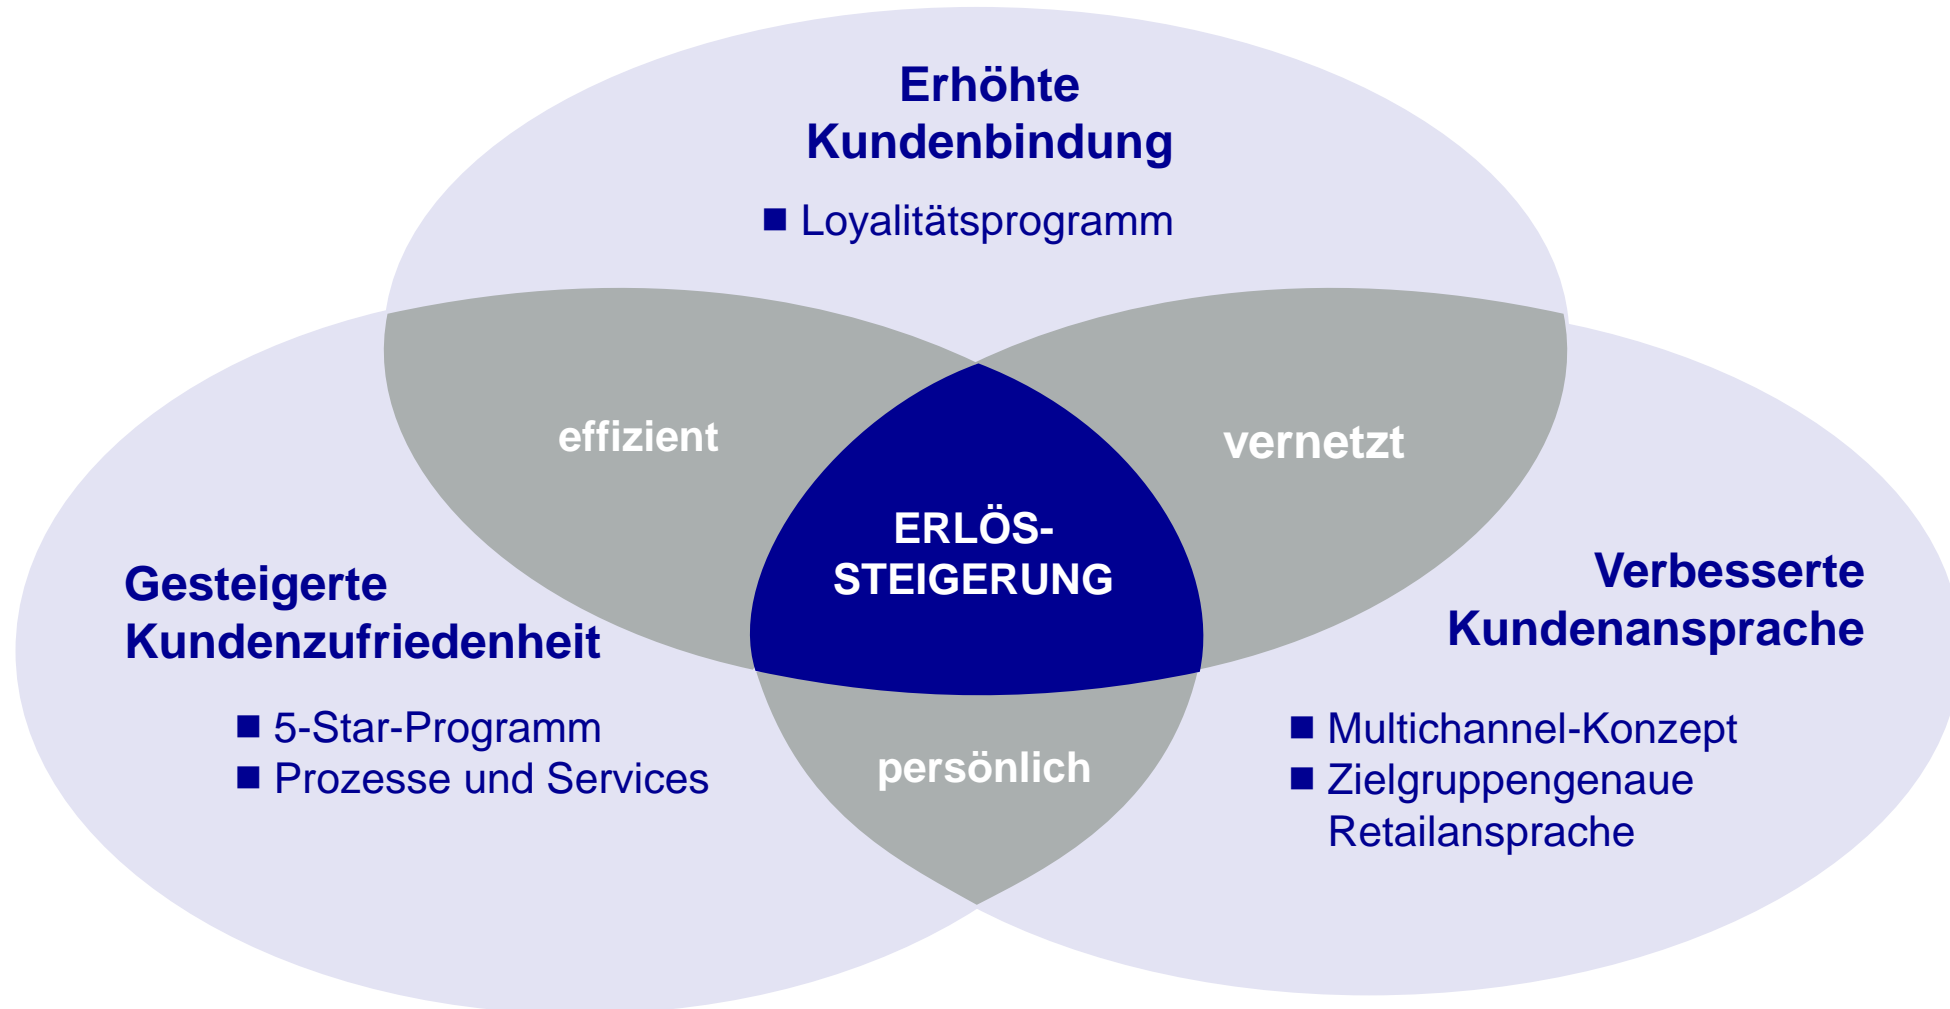 Erhöhte
Kundenbindung
■ Loyalitätsprogramm
effizient
vernetzt
ERLÖS-
STEIGERUNG
Gesteigerte
Kundenzufriedenheit
■ 5-Star-Programm
■ Prozesse und Services
persönlich
Verbesserte
Kundenansprache
■ Multichannel-Konzept
■ Zielgruppengenaue
Retailansprache